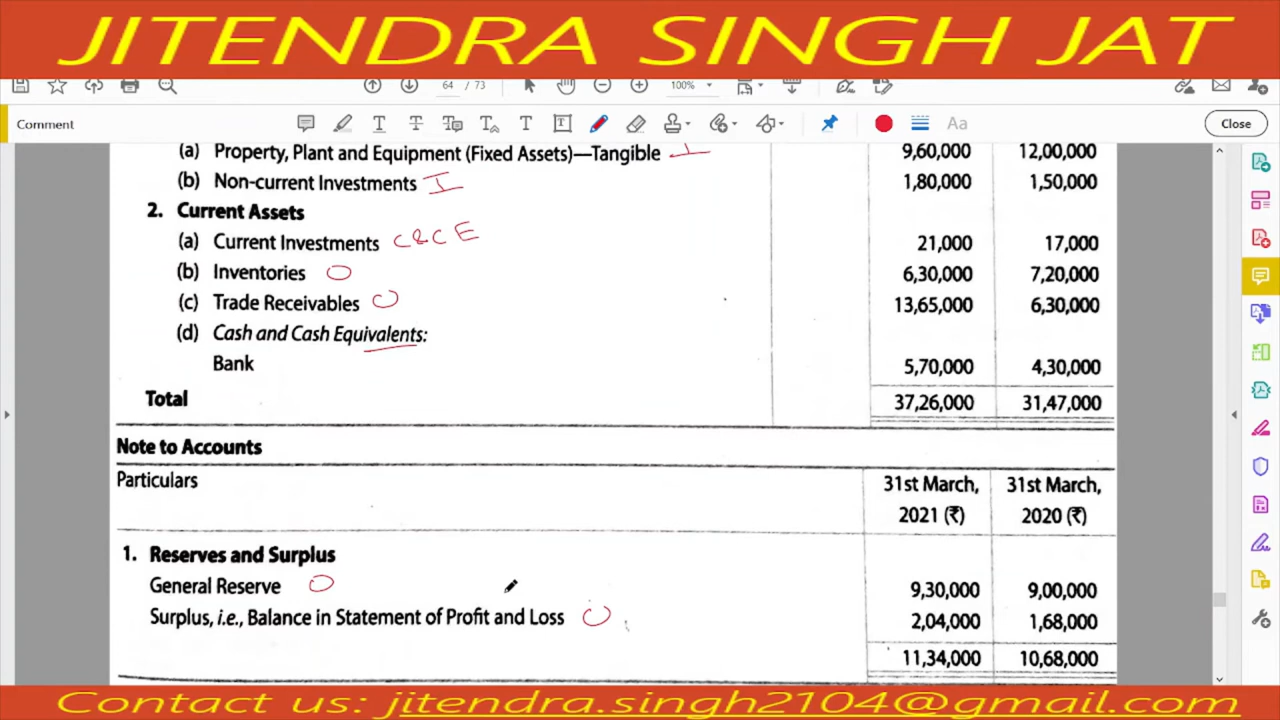 JITENDRA SINGH JAT
64 / 73 100%
Comment T T T T Aa Close
(a) Property, Plant and Equipment (Fixed Assets)—Tangible I 9,60,000 12,00,000
(b) Non-current Investments I 1,80,000 1,50,000
2. Current Assets
(a) Current Investments C & C E 21,000 17,000
(b) Inventories O 6,30,000 7,20,000
(c) Trade Receivables O 13,65,000 6,30,000
(d) Cash and Cash Equivalents:
Bank 5,70,000 4,30,000
Total 37,26,000 31,47,000
Note to Accounts
Particulars 31st March, 31st March,
2021 (₹) 2020 (₹)
1. Reserves and Surplus
General Reserve O 9,30,000 9,00,000
Surplus, i.e., Balance in Statement of Profit and Loss O 2,04,000 1,68,000
11,34,000 10,68,000
Contact us: jitendra.singh2104@gmail.com